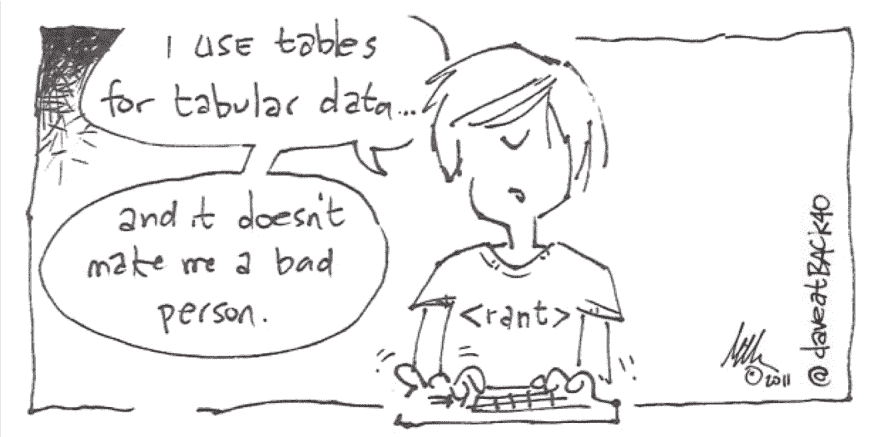 I USE tables
for tabular data...
and it doesn't
make me a bad
person.
<rant>
© 2011
@daveatBACK40